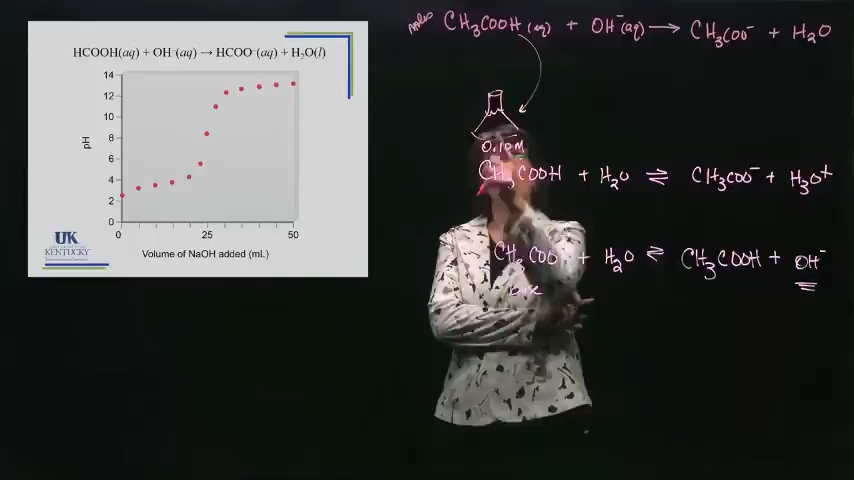 HCOOH(aq) + OH⁻(aq) → HCOO⁻(aq) + H₂O(l)
14
12
10
8
6
4
2
0
pH
0 25 50
Volume of NaOH added (mL)
UK
KENTUCKY
moles CH₃COOH (aq) + OH⁻(aq) → CH₃COO⁻ + H₂O
0.10M
CH₃COOH + H₂O ⇌ CH₃COO⁻ + H₃O⁺
CH₃COO + H₂O ⇌ CH₃COOH + OH⁻